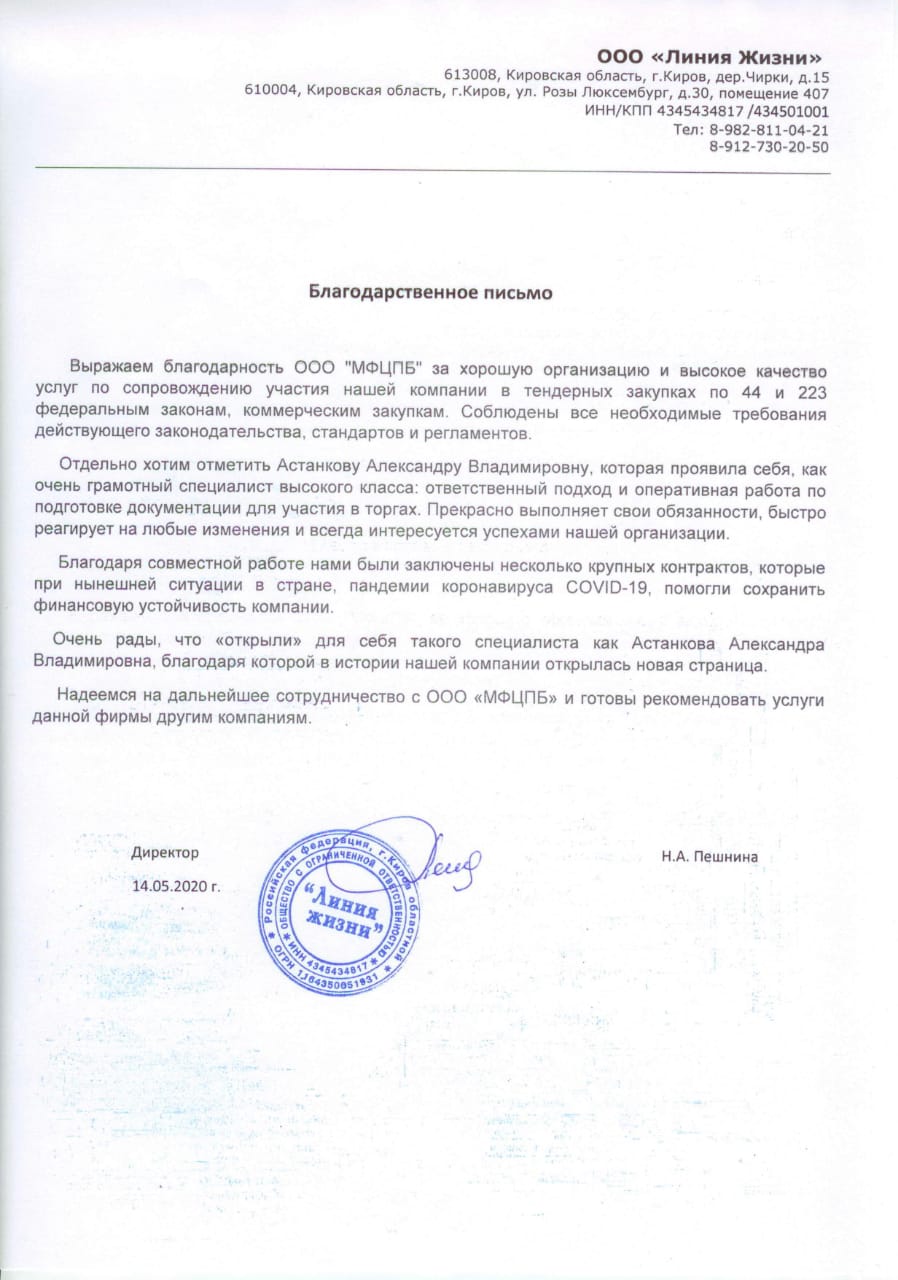 ООО «Линия Жизни»
613008, Кировская область, г.Киров, дер.Чирки, д.15
610004, Кировская область, г.Киров, ул. Розы Люксембург, д.30, помещение 407
ИНН/КПП 4345434817 /434501001
Тел: 8-982-811-04-21
8-912-730-20-50
Благодарственное письмо
Выражаем благодарность ООО "МФЦПБ" за хорошую организацию и высокое качество
услуг по сопровождению участия нашей компании в тендерных закупках по 44 и 223
федеральным законам, коммерческим закупкам. Соблюдены все необходимые требования
действующего законодательства, стандартов и регламентов.
Отдельно хотим отметить Астанкову Александру Владимировну, которая проявила себя, как
очень грамотный специалист высокого класса: ответственный подход и оперативная работа по
подготовке документации для участия в торгах. Прекрасно выполняет свои обязанности, быстро
реагирует на любые изменения и всегда интересуется успехами нашей организации.
Благодаря совместной работе нами были заключены несколько крупных контрактов, которые
при нынешней ситуации в стране, пандемии коронавируса COVID-19, помогли сохранить
финансовую устойчивость компании.
Очень рады, что «открыли» для себя такого специалиста как Астанкова Александра
Владимировна, благодаря которой в истории нашей компании открылась новая страница.
Надеемся на дальнейшее сотрудничество с ООО «МФЦПБ» и готовы рекомендовать услуги
данной фирмы другим компаниям.
Директор
Н.А. Пешнина
14.05.2020 г.
* Российская Федерация, г.Киров областной *
ОГРН
* ОБЩЕСТВО С ОГРАНИЧЕННОЙ ОТВЕТСТВЕННОСТЬЮ *
ИНН 4345434817
“Линия
жизни”